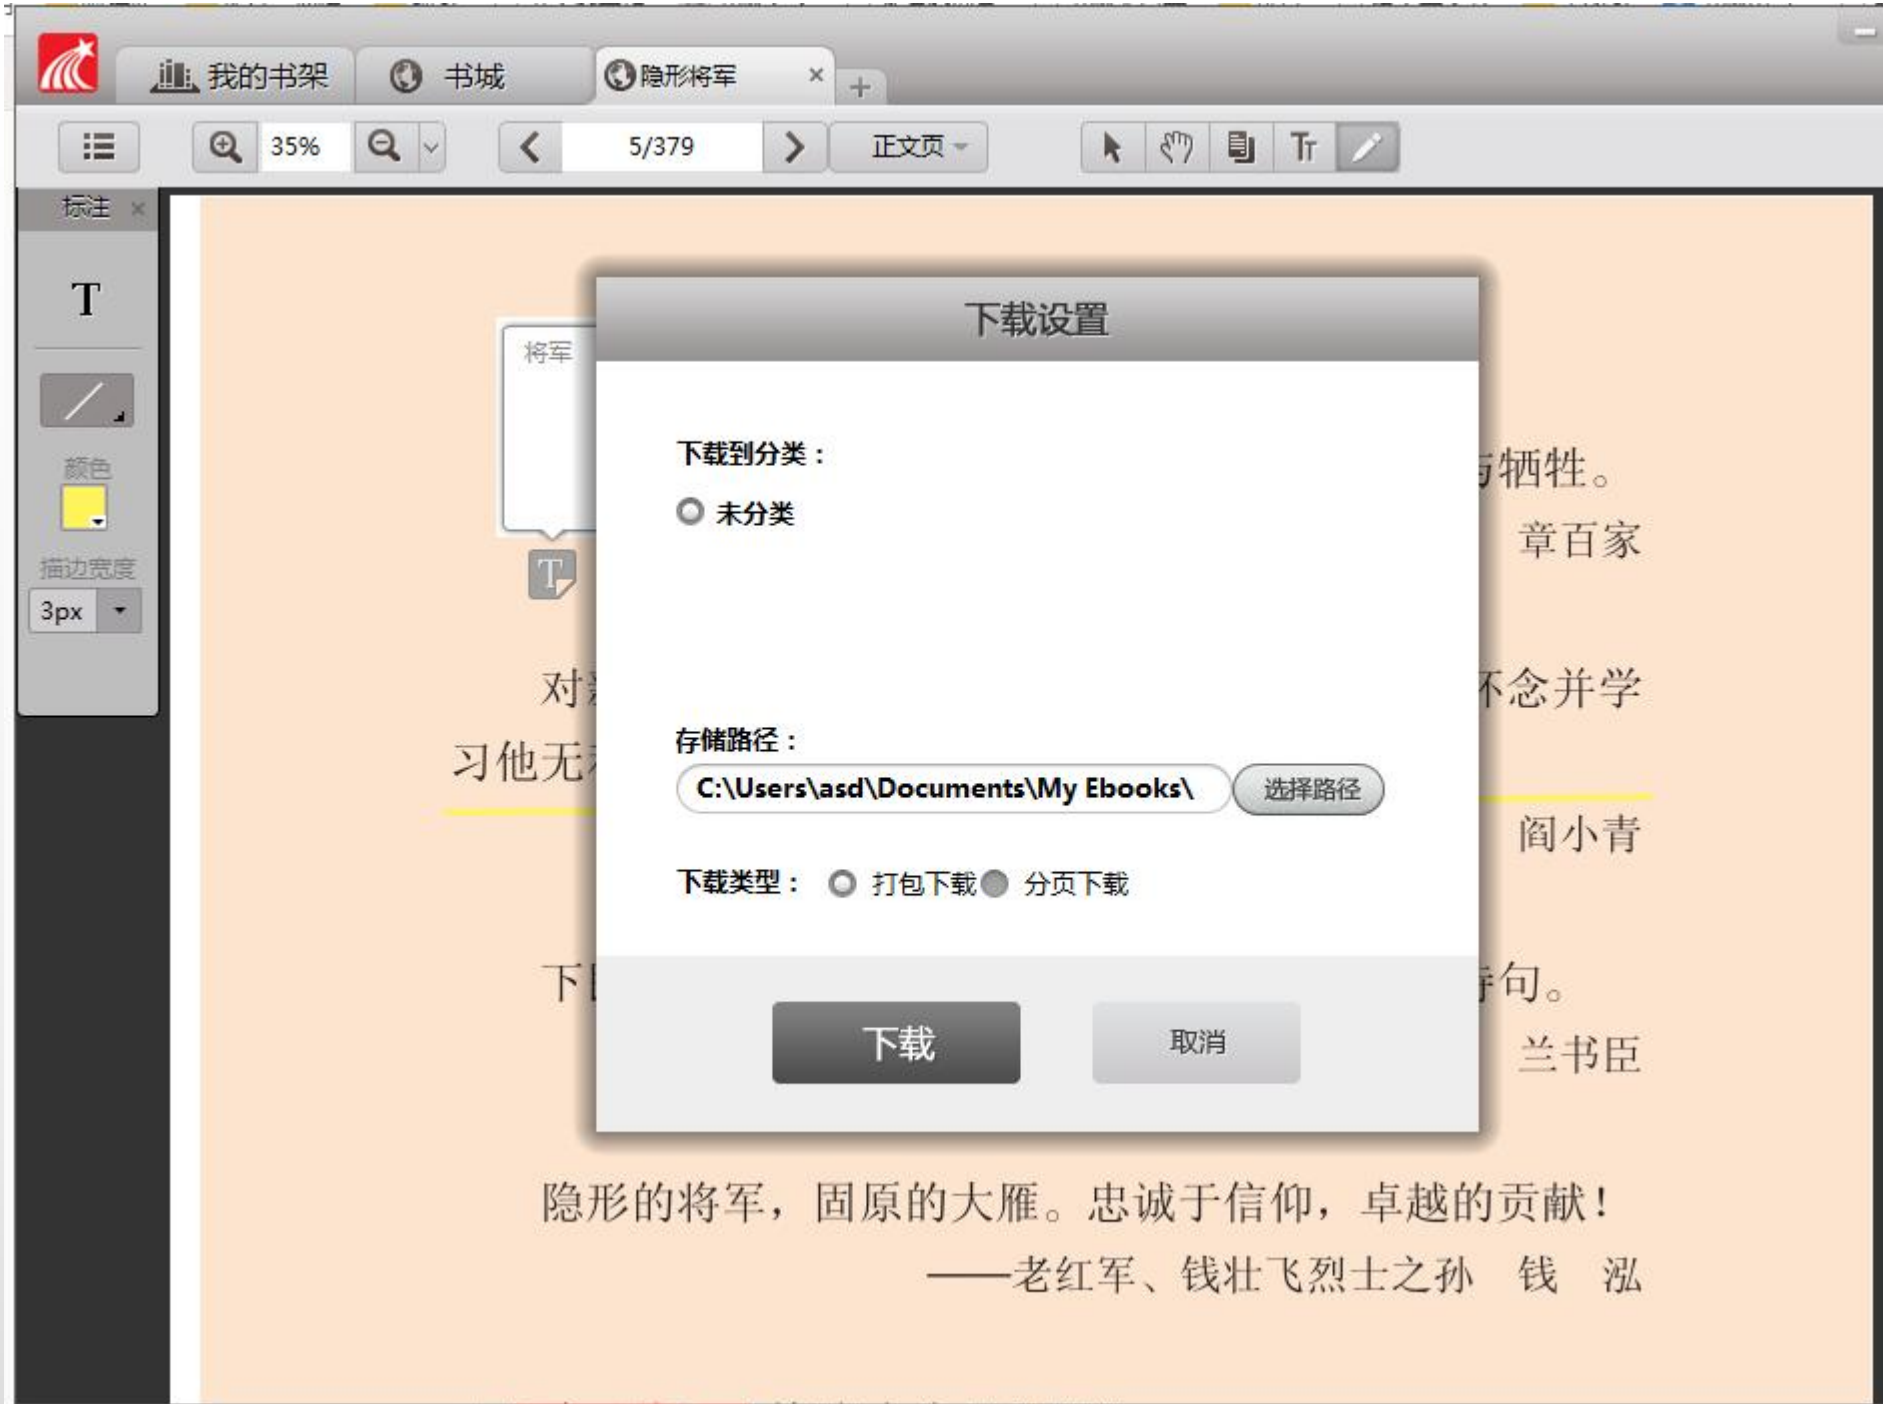 我的书架
书城
隐形将军
35%
5/379
正文页
标注
T
颜色
描边宽度
3px
将军
T
牺牲。
章百家
对
怀念并学
习他无
阎小青
下
句。
兰书臣
下载设置
下载到分类：
未分类
存储路径：
C:\Users\asd\Documents\My Ebooks\
选择路径
下载类型：
打包下载
分页下载
下载
取消
隐形的将军，固原的大雁。忠诚于信仰，卓越的贡献！
——老红军、钱壮飞烈士之孙 钱 泓